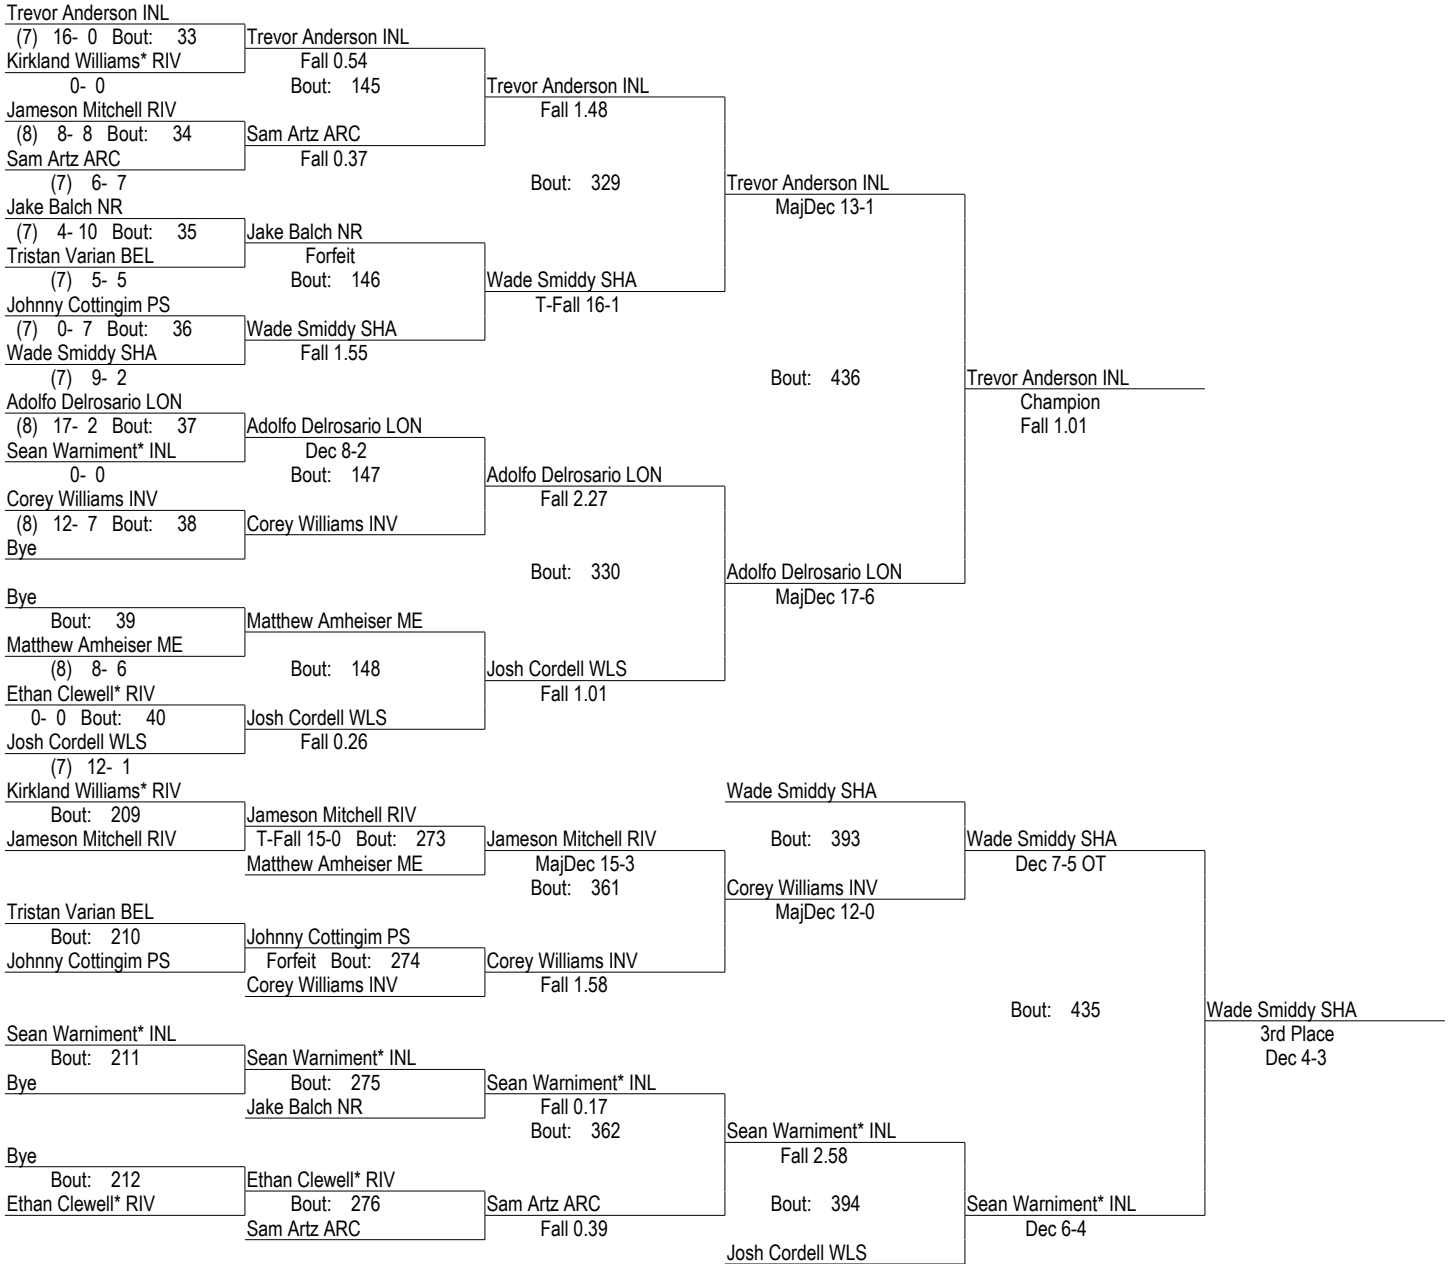 Trevor Anderson INL
(7) 16- 0 Bout: 33 Trevor Anderson INL
Kirkland Williams* RIV Fall 0.54
0- 0 Bout: 145 Trevor Anderson INL
Jameson Mitchell RIV Fall 1.48
(8) 8- 8 Bout: 34 Sam Artz ARC
Sam Artz ARC Fall 0.37
(7) 6- 7 Bout: 329 Trevor Anderson INL
Jake Balch NR MajDec 13-1
(7) 4- 10 Bout: 35 Jake Balch NR
Tristan Varian BEL Forfeit
(7) 5- 5 Bout: 146 Wade Smiddy SHA
Johnny Cottingim PS T-Fall 16-1
(7) 0- 7 Bout: 36 Wade Smiddy SHA
Wade Smiddy SHA Fall 1.55
(7) 9- 2 Bout: 436 Trevor Anderson INL
Adolfo Delrosario LON Champion
(8) 17- 2 Bout: 37 Adolfo Delrosario LON Fall 1.01
Sean Warniment* INL Dec 8-2
0- 0 Bout: 147 Adolfo Delrosario LON
Corey Williams INV Fall 2.27
(8) 12- 7 Bout: 38 Corey Williams INV
Bye
Bout: 330 Adolfo Delrosario LON
Bye MajDec 17-6
Bout: 39 Matthew Amheiser ME
Matthew Amheiser ME
(8) 8- 6 Bout: 148 Josh Cordell WLS
Ethan Clewell* RIV Fall 1.01
0- 0 Bout: 40 Josh Cordell WLS
Josh Cordell WLS Fall 0.26
(7) 12- 1
Kirkland Williams* RIV Wade Smiddy SHA
Bout: 209 Jameson Mitchell RIV
Jameson Mitchell RIV T-Fall 15-0 Bout: 273 Jameson Mitchell RIV Bout: 393 Wade Smiddy SHA
Matthew Amheiser ME MajDec 15-3 Dec 7-5 OT
Bout: 361 Corey Williams INV
Tristan Varian BEL MajDec 12-0
Bout: 210 Johnny Cottingim PS
Johnny Cottingim PS Forfeit Bout: 274 Corey Williams INV
Corey Williams INV Fall 1.58
Bout: 435 Wade Smiddy SHA
Sean Warniment* INL 3rd Place
Bout: 211 Sean Warniment* INL Dec 4-3
Bye Bout: 275 Sean Warniment* INL
Jake Balch NR Fall 0.17
Bout: 362 Sean Warniment* INL
Bye Fall 2.58
Bout: 212 Ethan Clewell* RIV
Ethan Clewell* RIV Bout: 276 Sam Artz ARC Bout: 394 Sean Warniment* INL
Sam Artz ARC Fall 0.39 Dec 6-4
Josh Cordell WLS